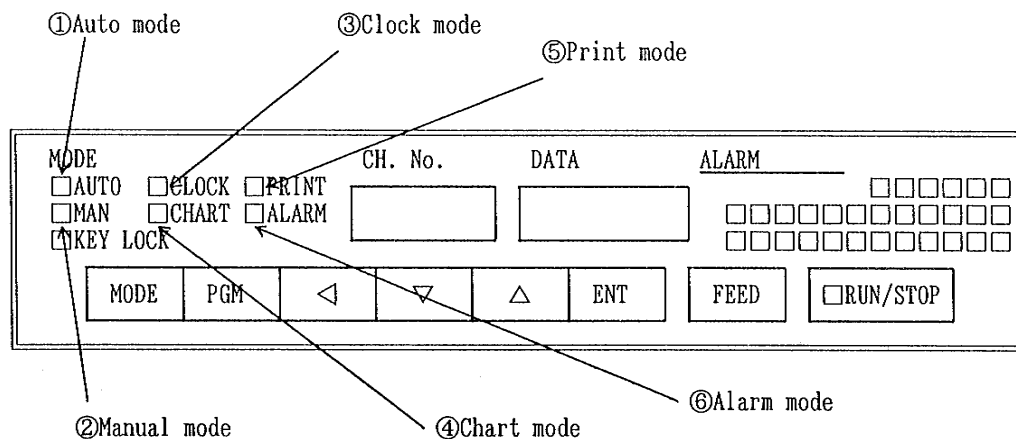 ①Auto mode
③Clock mode
⑤Print mode
MODE
CH. No.
DATA
ALARM
□AUTO □CLOCK □PRINT
□MAN □CHART □ALARM
□KEY LOCK
MODE PGM ◁ ▽ △ ENT FEED □RUN/STOP
②Manual mode
④Chart mode
⑥Alarm mode